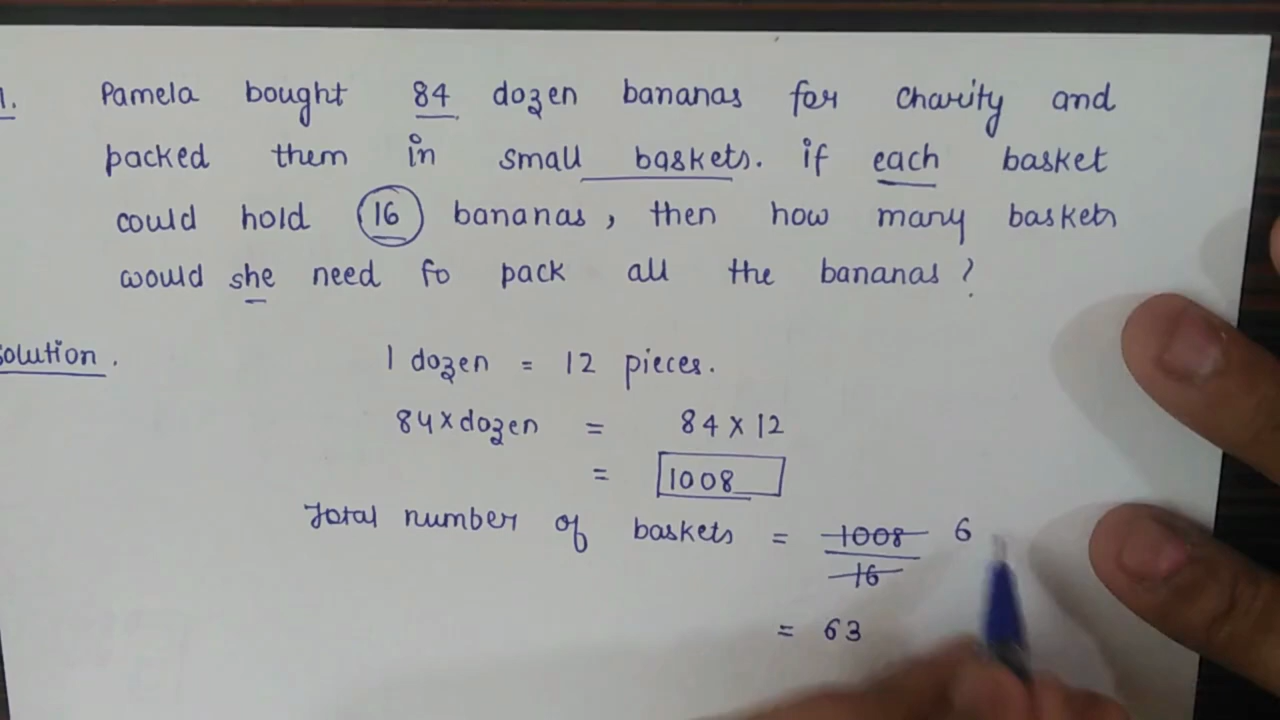 1. Pamela bought 84 dozen bananas for charity and
packed them in small baskets. if each basket
could hold 16 bananas, then how many baskets
would she need to pack all the bananas?
Solution.
1 dozen = 12 pieces.
84 x dozen = 84 x 12
= 1008
Total number of baskets = 1008/16 6
= 63